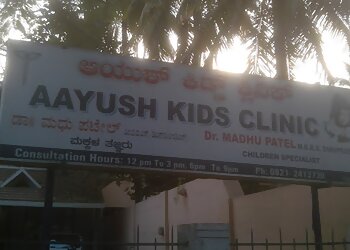 ಆಯುಶ್ ಕಿಡ್ಸ್ ಕ್ಲಿನಿಕ್
AAYUSH KIDS CLINIC
ಡಾ॥ ಮಧು ಪಟೇಲ್
Dr. MADHU PATEL
ಮಕ್ಕಳ ತಜ್ಞರು
CHILDREN SPECIALIST
Consultation Hours: 12 pm To 3 pm, 6pm To 9pm